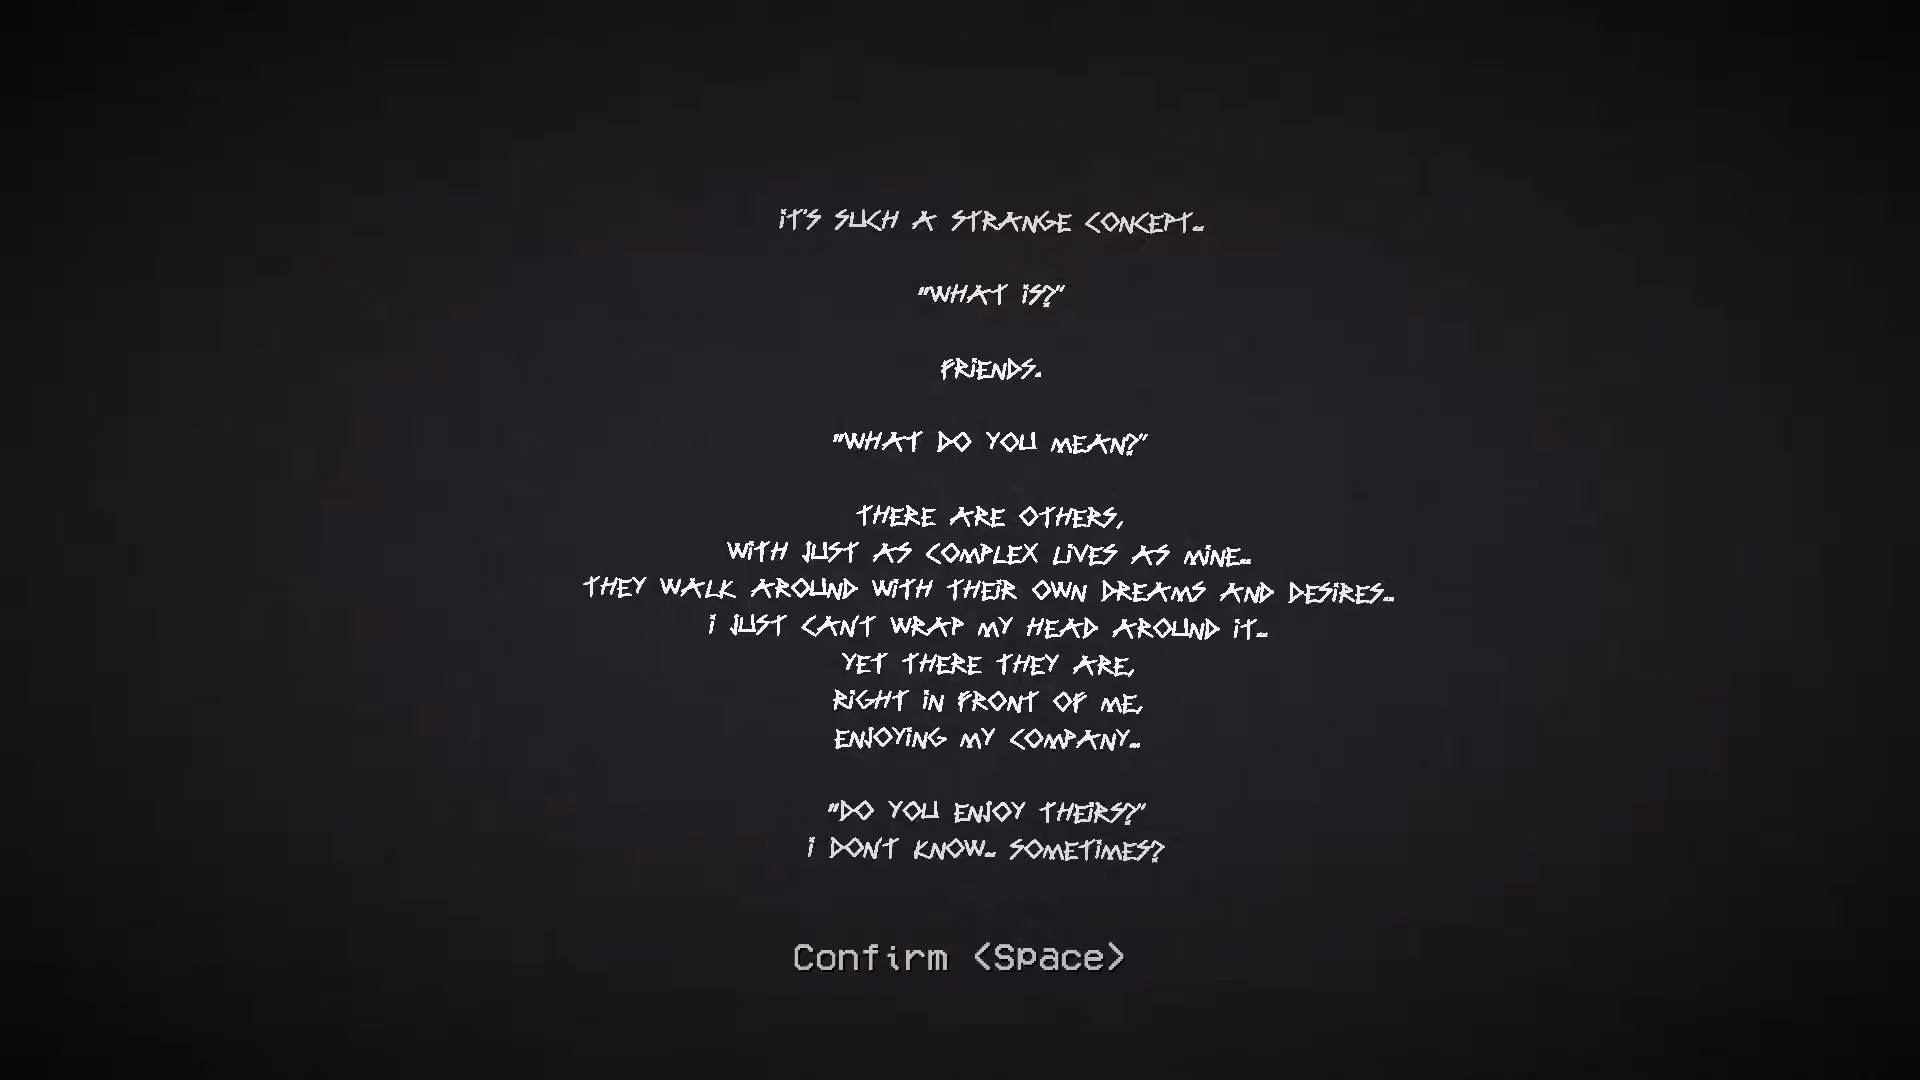 IT'S SUCH A STRANGE CONCEPT..
"WHAT IS?"
FRIENDS.
"WHAT DO YOU MEAN?"
THERE ARE OTHERS,
WITH JUST AS COMPLEX LIVES AS MINE..
THEY WALK AROUND WITH THEIR OWN DREAMS AND DESIRES..
I JUST CAN'T WRAP MY HEAD AROUND IT..
YET THERE THEY ARE,
RIGHT IN FRONT OF ME,
ENJOYING MY COMPANY..
"DO YOU ENJOY THEIRS?"
I DON'T KNOW.. SOMETIMES?
Confirm <Space>